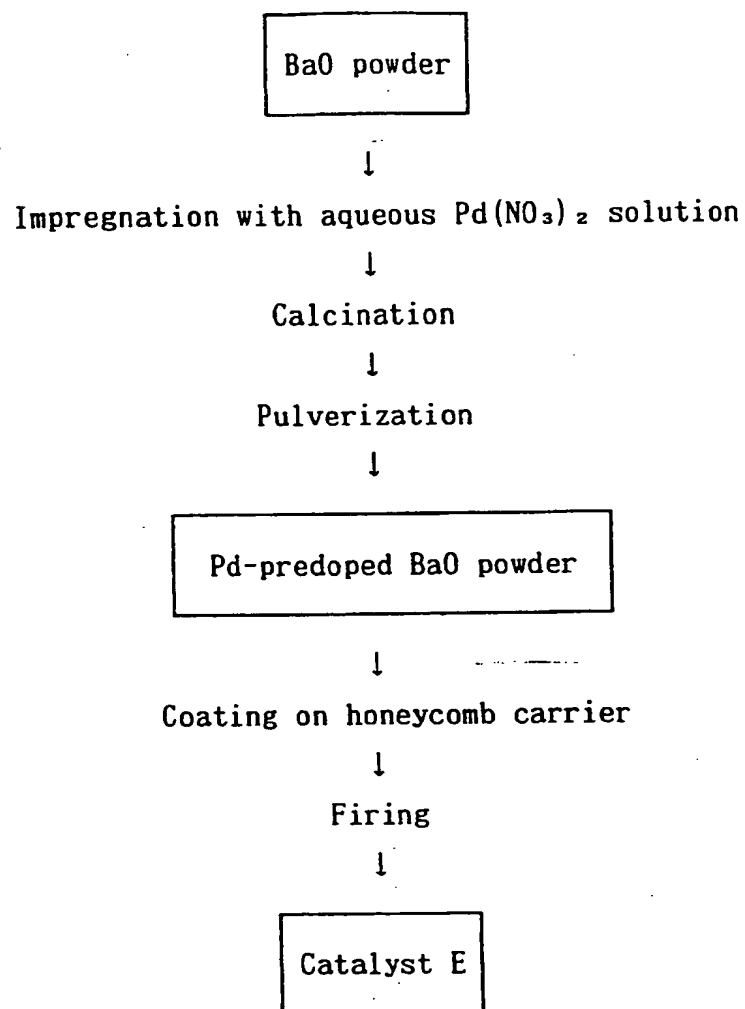 BaO powder
↓
Impregnation with aqueous Pd(NO₃)₂ solution
↓
Calcination
↓
Pulverization
↓
Pd-predoped BaO powder
↓
Coating on honeycomb carrier
↓
Firing
↓
Catalyst E